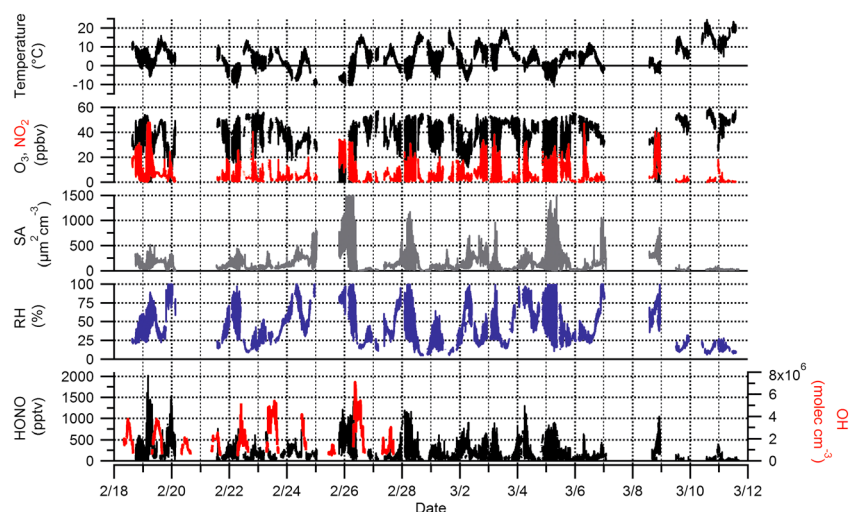 Temperature
(°C)
20
10
0
-10
O3, NO2
(ppbv)
60
40
20
0
SA
(µm2 cm-3)
1500
1000
500
0
RH
(%)
100
75
50
25
0
HONO
(pptv)
2000
1500
1000
500
0
8x10^6
6
4
2
0
OH
(molec cm-3)
2/18 2/20 2/22 2/24 2/26 2/28 3/2 3/4 3/6 3/8 3/10 3/12
Date